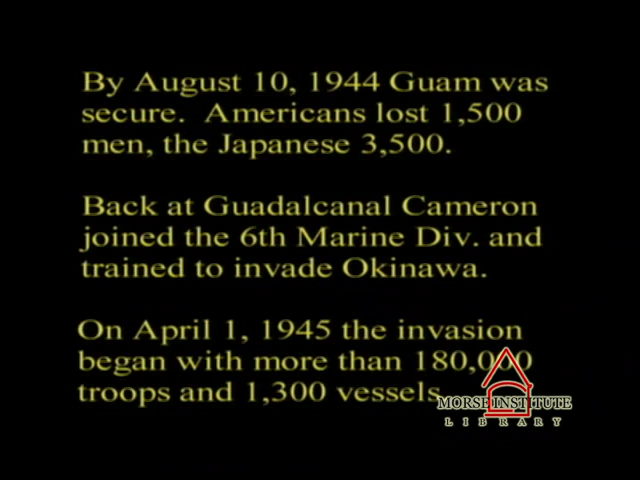 By August 10, 1944 Guam was
secure. Americans lost 1,500
men, the Japanese 3,500.
Back at Guadalcanal Cameron
joined the 6th Marine Div. and
trained to invade Okinawa.
On April 1, 1945 the invasion
began with more than 180,000
troops and 1,300 vessels.
MORSE INSTITUTE
LIBRARY